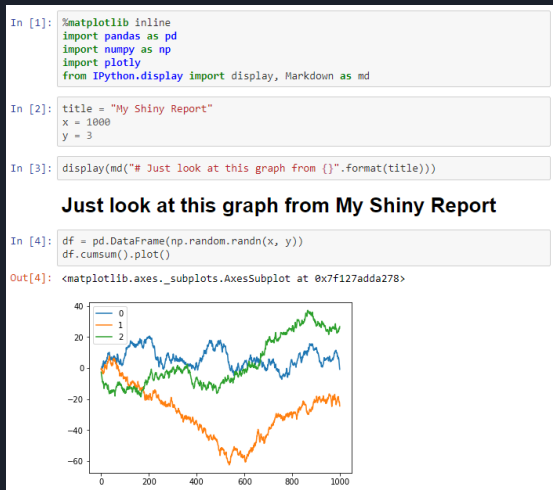 In [1]: %matplotlib inline
import pandas as pd
import numpy as np
import plotly
from IPython.display import display, Markdown as md
In [2]: title = "My Shiny Report"
x = 1000
y = 3
In [3]: display(md("# Just look at this graph from {}".format(title)))
Just look at this graph from My Shiny Report
In [4]: df = pd.DataFrame(np.random.randn(x, y))
df.cumsum().plot()
Out[4]: <matplotlib.axes._subplots.AxesSubplot at 0x7f127adda278>
40
20
0
−20
−40
−60
0
1
2
0 200 400 600 800 1000